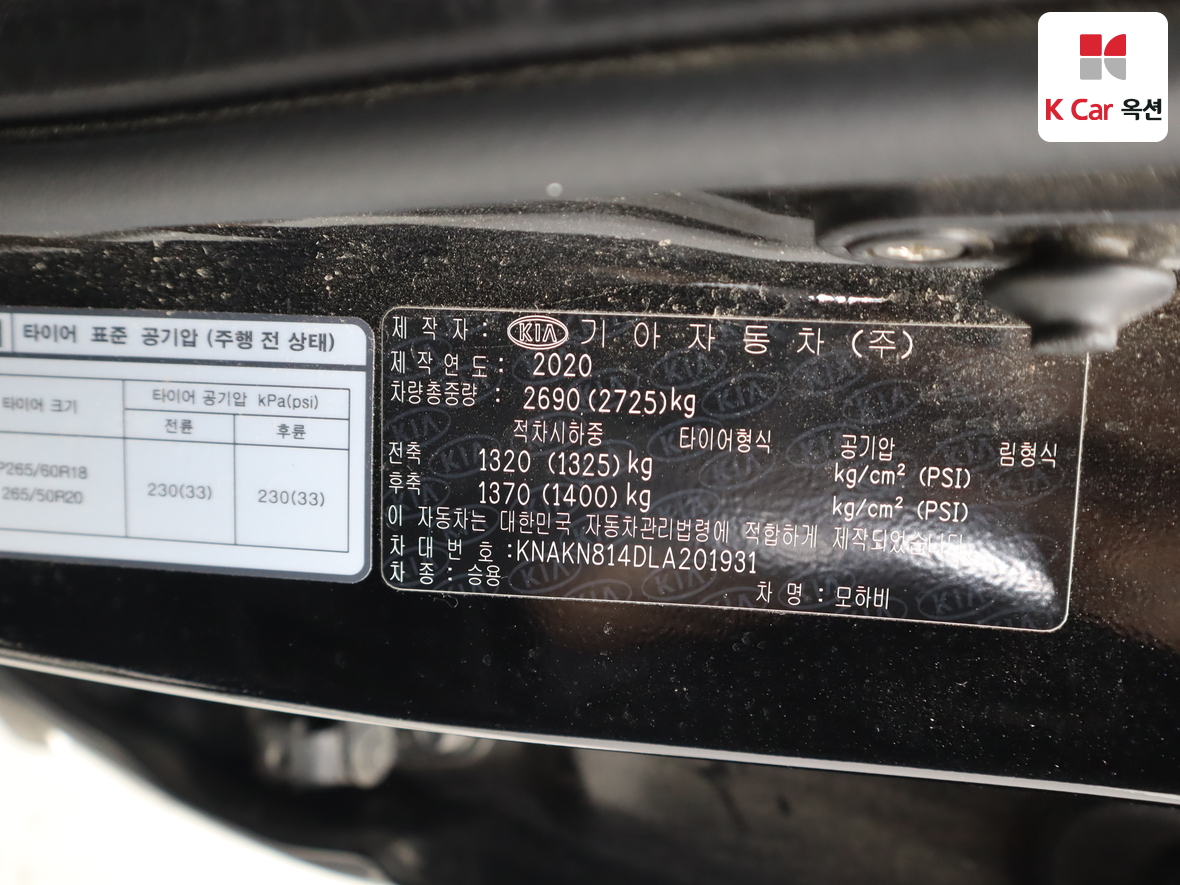 K Car 옥션
타이어 표준 공기압 (주행 전 상태)
타이어 크기
타이어 공기압 kPa(psi)
전륜 후륜
P265/60R18
265/50R20
230(33) 230(33)
제 작 자 : KIA 기 아 자 동 차 (주)
제 작 연 도 : 2020
차량총중량 : 2690 (2725)kg
적차시하중 타이어형식 공기압 림형식
전축 1320 (1325) kg kg/cm² (PSI)
후축 1370 (1400) kg kg/cm² (PSI)
이 자동차는 대한민국 자동차관리법령에 적합하게 제작되었습니다.
차 대 번 호 :KNAKN814DLA201931
차 종 : 승용 차 명 : 모하비